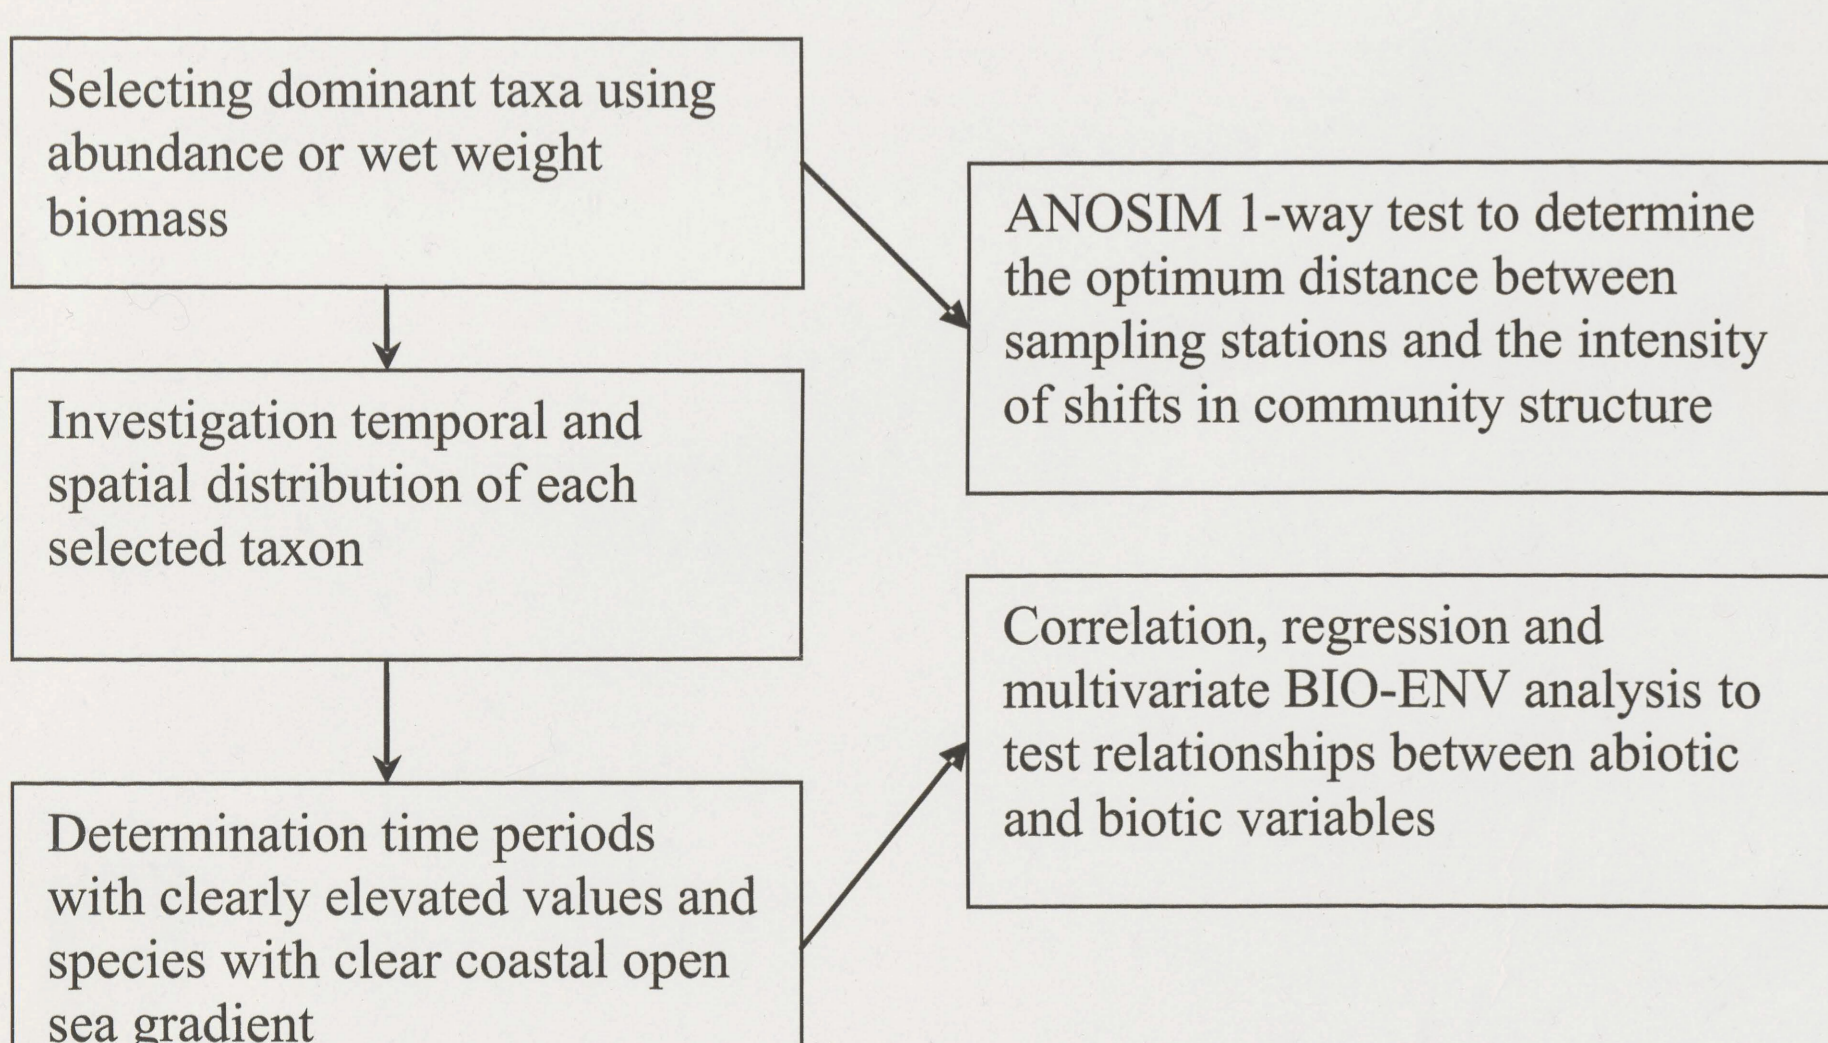 Selecting dominant taxa using
abundance or wet weight
biomass
ANOSIM 1-way test to determine
the optimum distance between
sampling stations and the intensity
of shifts in community structure
Investigation temporal and
spatial distribution of each
selected taxon
Correlation, regression and
multivariate BIO-ENV analysis to
test relationships between abiotic
and biotic variables
Determination time periods
with clearly elevated values and
species with clear coastal open
sea gradient